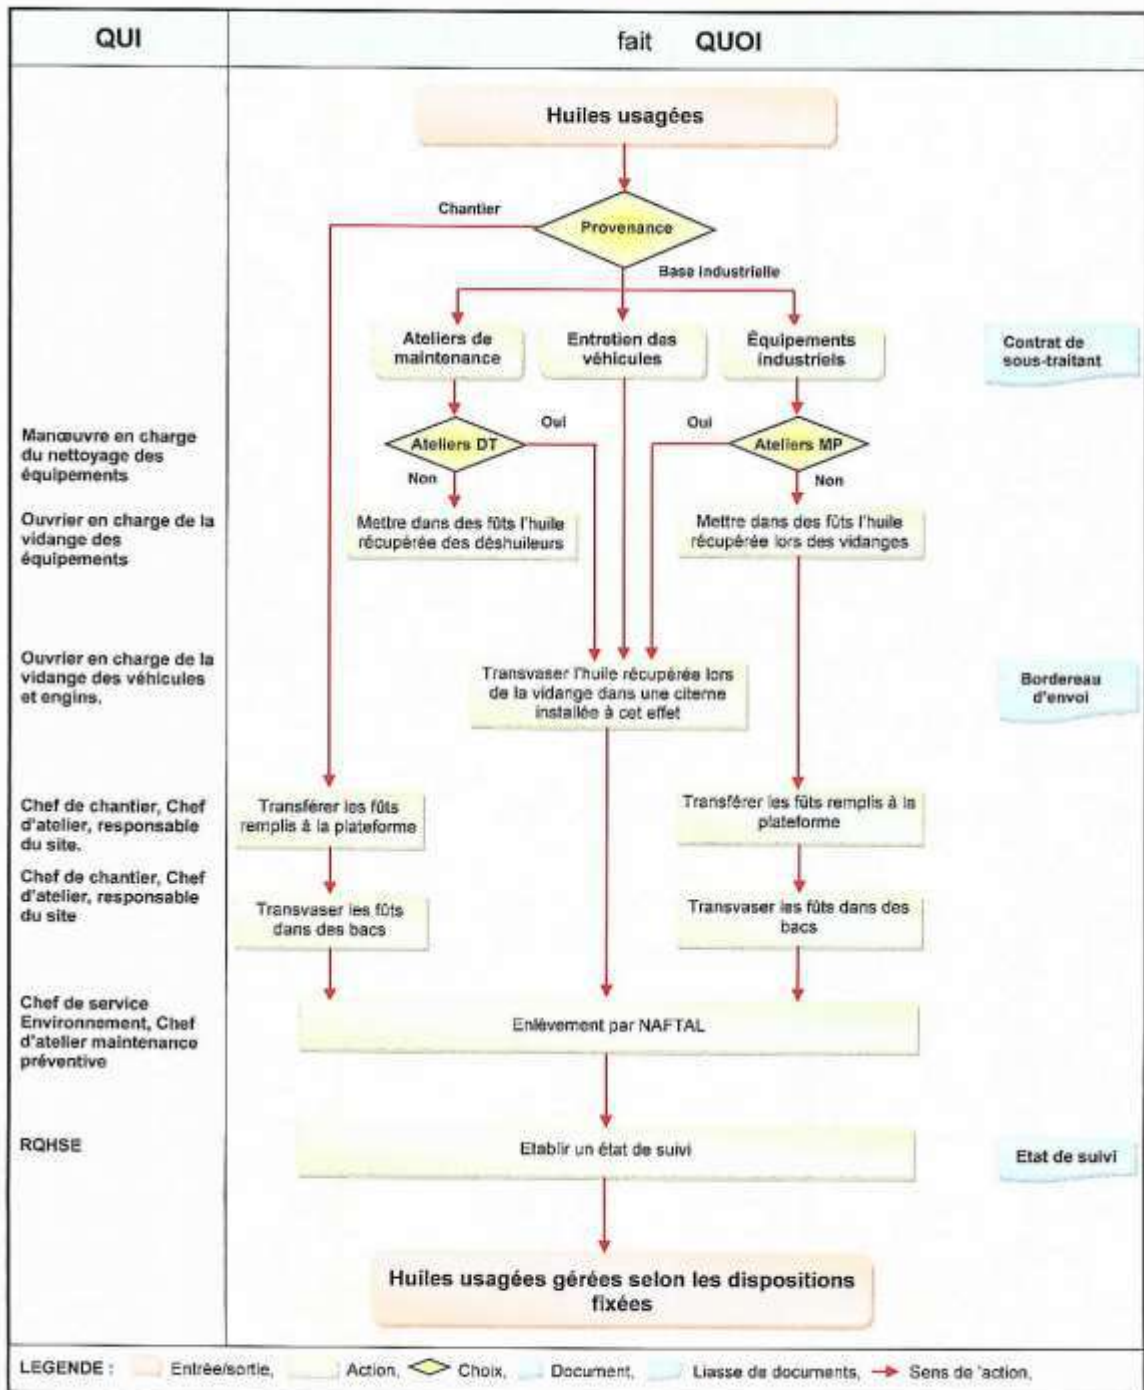 QUI
fait QUOI
Huiles usagées
Chantier
Provenance
Base industrielle
Ateliers de
maintenance
Entretien des
véhicules
Équipements
industriels
Contrat de
sous-traitant
Manœuvre en charge
du nettoyage des
équipements
Ateliers DT
Oui
Non
Oui
Ateliers MP
Non
Ouvrier en charge de la
vidange des
équipements
Mettre dans des fûts l'huile
récupérée des déshuileurs
Mettre dans des fûts l'huile
récupérée lors des vidanges
Ouvrier en charge de la
vidange des véhicules
et engins,
Transvaser l'huile récupérée lors
de la vidange dans une citerne
installée à cet effet
Bordereau
d'envoi
Chef de chantier, Chef
d'atelier, responsable
du site.
Transférer les fûts
remplis à la plateforme
Transférer les fûts remplis à la
plateforme
Chef de chantier, Chef
d'atelier, responsable
du site
Transvaser les fûts
dans des bacs
Transvaser les fûts dans des
bacs
Chef de service
Environnement, Chef
d'atelier maintenance
préventive
Enlèvement par NAFTAL
RQHSE
Etablir un état de suivi
Etat de suivi
Huiles usagées gérées selon les dispositions
fixées
LEGENDE : Entrée/sortie, Action, Choix, Document, Liasse de documents, Sens de 'action,